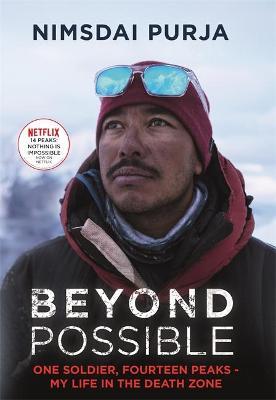 NIMSDAI PURJA
NETFLIX
14 PEAKS:
NOTHING IS
IMPOSSIBLE
NOW ON
NETFLIX
BEYOND
POSSIBLE
ONE SOLDIER, FOURTEEN PEAKS -
MY LIFE IN THE DEATH ZONE